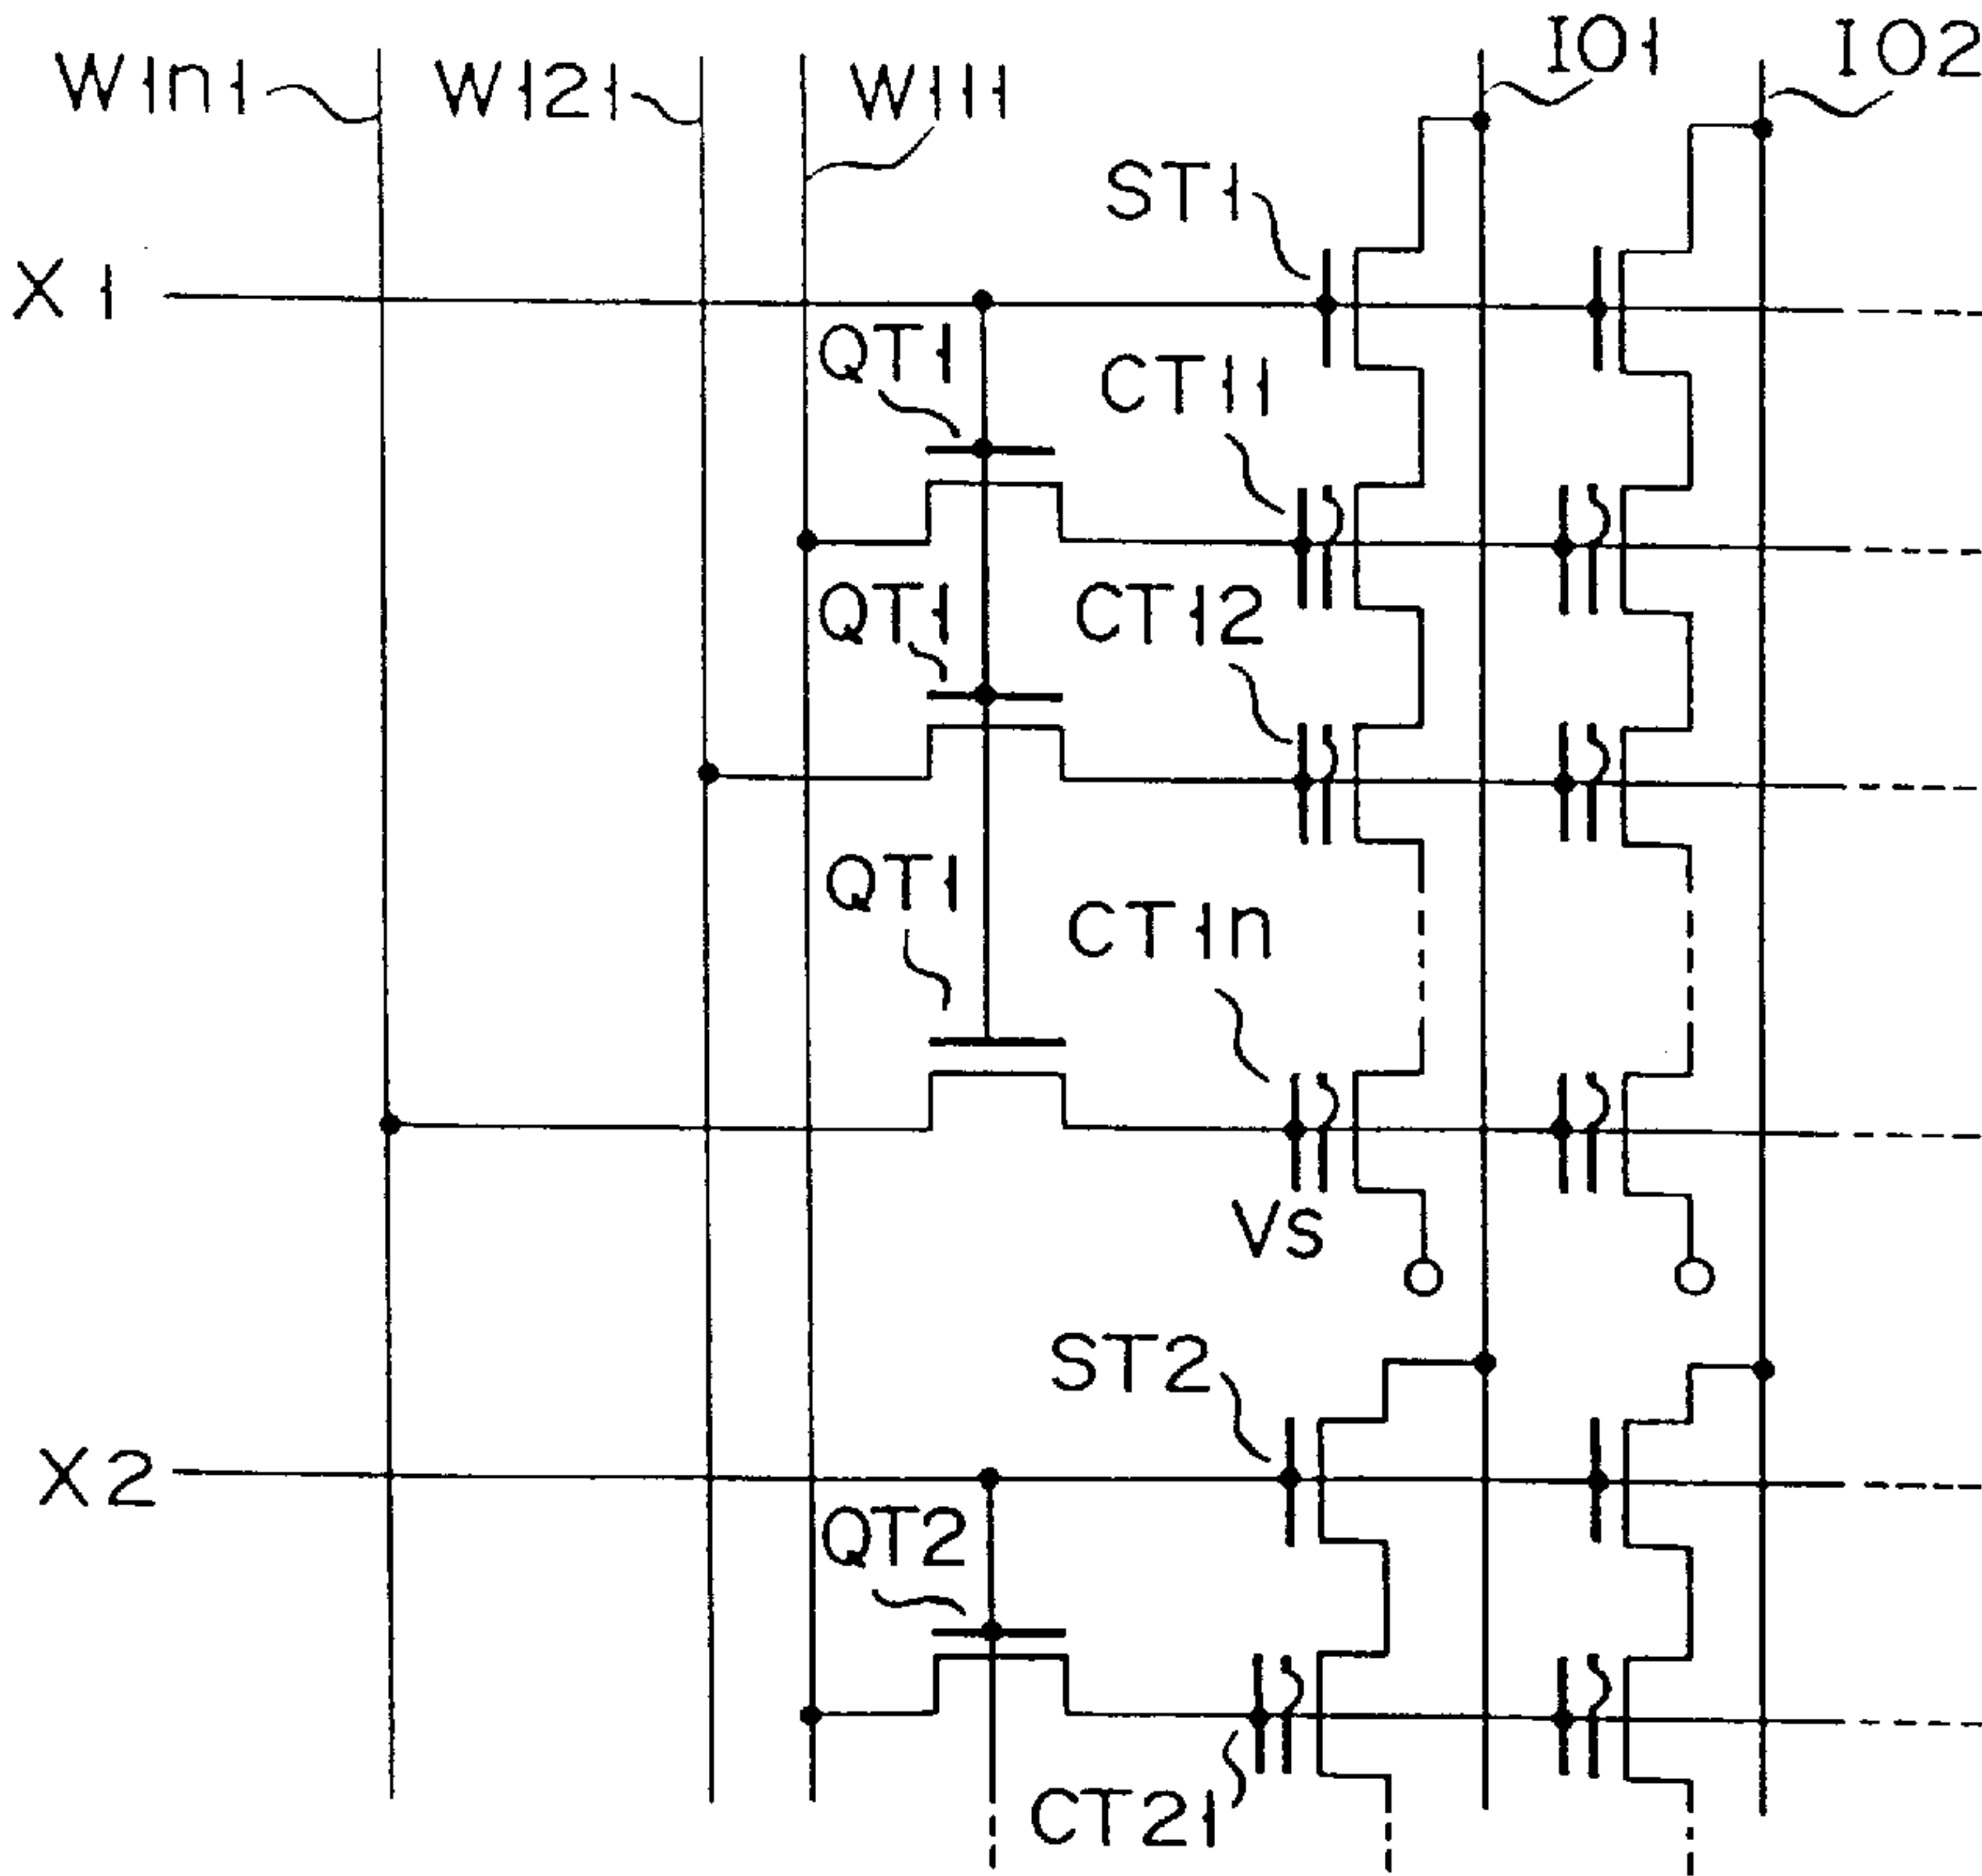 W1n1
W121
W111
IO1
IO2
ST1
X1
QT1
CT11
QT1
CT12
QT1
CT1n
VS
ST2
X2
QT2
CT21